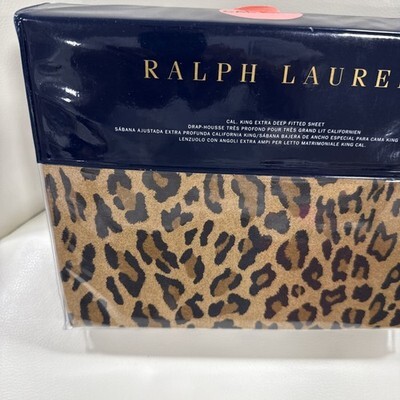 RALPH LAURE
CAL. KING EXTRA DEEP FITTED SHEET
DRAP-HOUSSE TRÈS PROFOND POUR TRÈS GRAND LIT CALIFORNIEN
SÁBANA AJUSTADA EXTRA PROFUNDA CALIFORNIA KING/SÁBANA BAJERA DE ANCHO ESPECIAL PARA CAMA KING
LENZUOLO CON ANGOLI EXTRA AMPI PER LETTO MATRIMONIALE KING CAL.